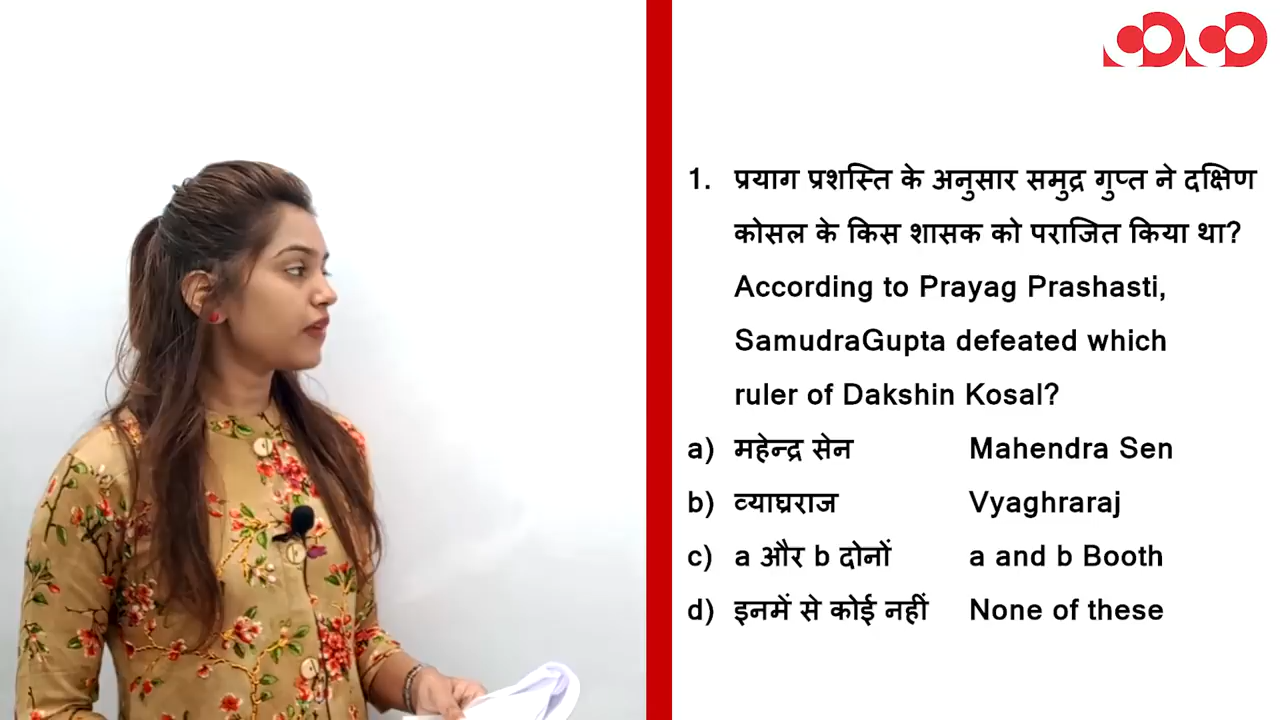 1. प्रयाग प्रशस्ति के अनुसार समुद्र गुप्त ने दक्षिण
कोसल के किस शासक को पराजित किया था?
According to Prayag Prashasti,
SamudraGupta defeated which
ruler of Dakshin Kosal?
a) महेन्द्र सेन Mahendra Sen
b) व्याघ्रराज Vyaghraraj
c) a और b दोनों a and b Booth
d) इनमें से कोई नहीं None of these